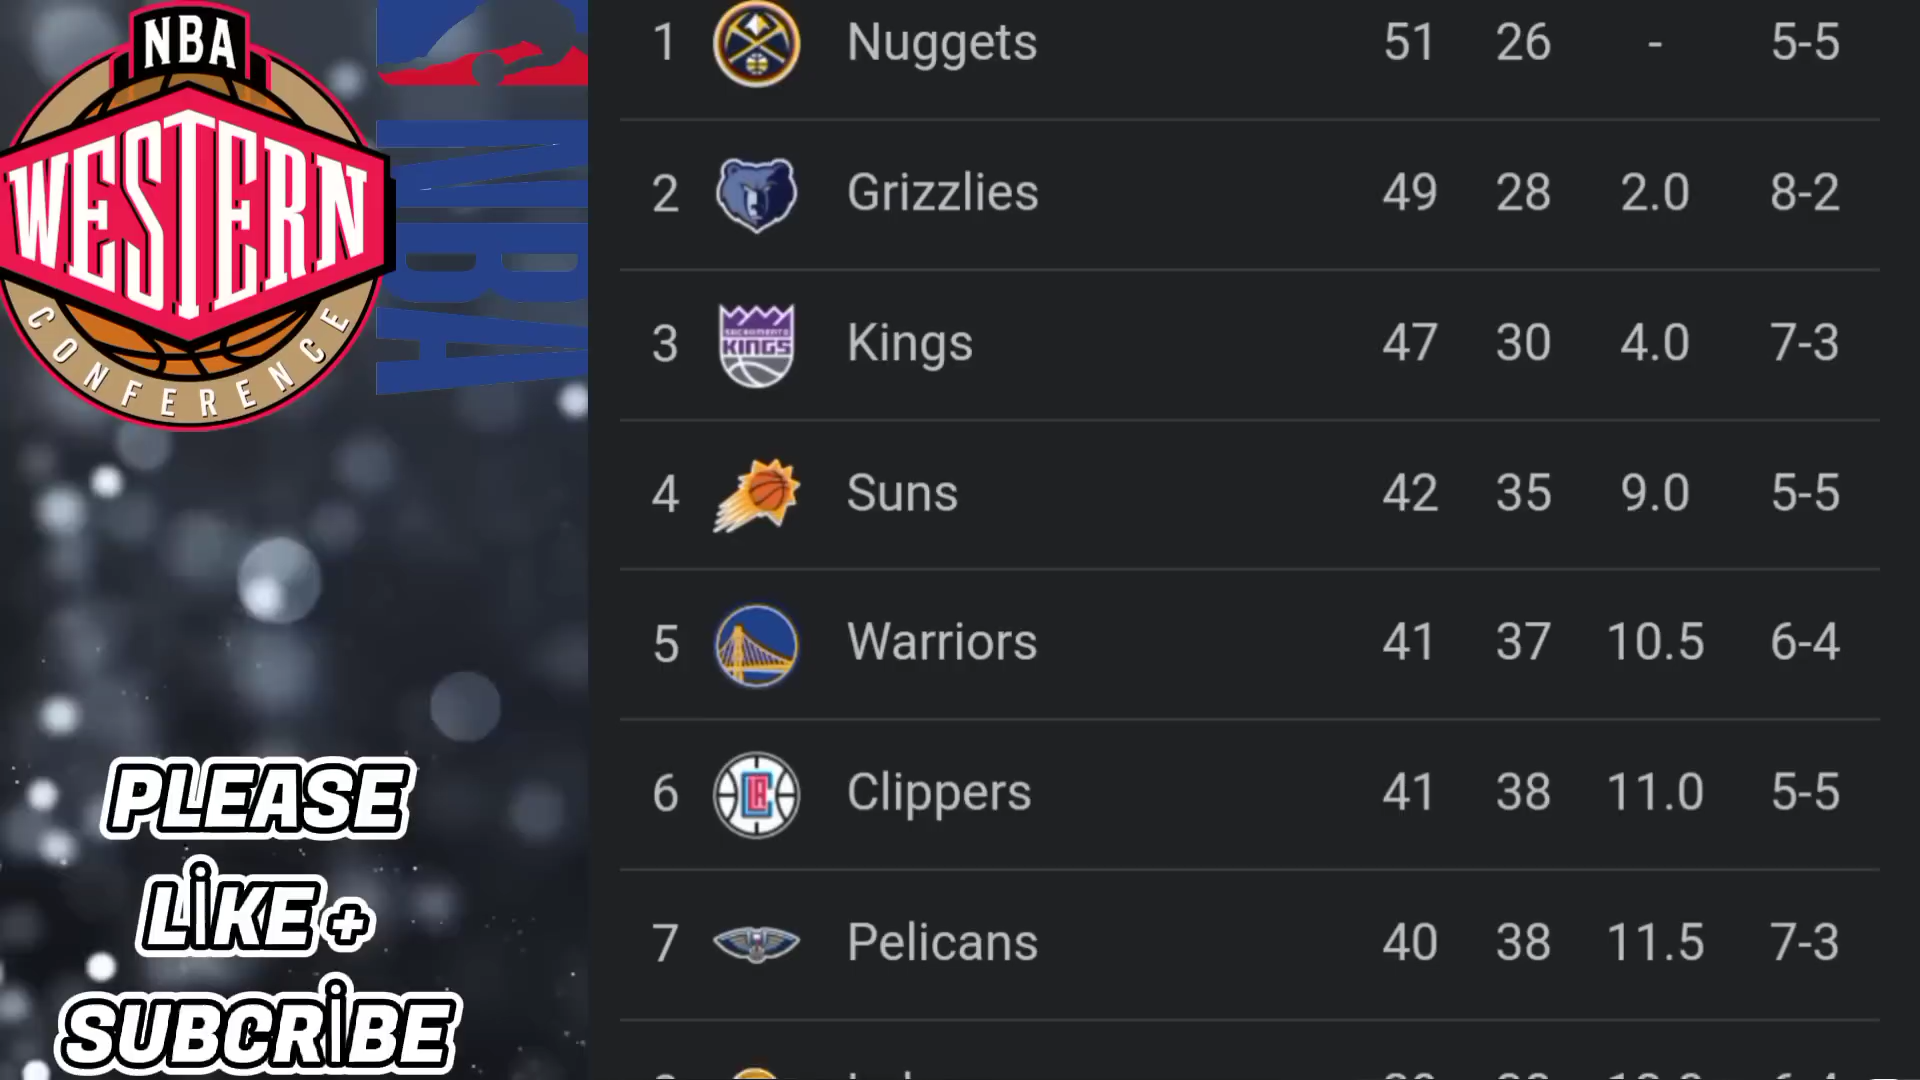 NBA
WESTERN
CONFERENCE
NBA
1 Nuggets 51 26 - 5-5
2 Grizzlies 49 28 2.0 8-2
3 SACRAMENTO KINGS Kings 47 30 4.0 7-3
4 Suns 42 35 9.0 5-5
5 Warriors 41 37 10.5 6-4
6 LA Clippers 41 38 11.0 5-5
7 Pelicans 40 38 11.5 7-3
PLEASE
LİKE +
SUBCRİBE